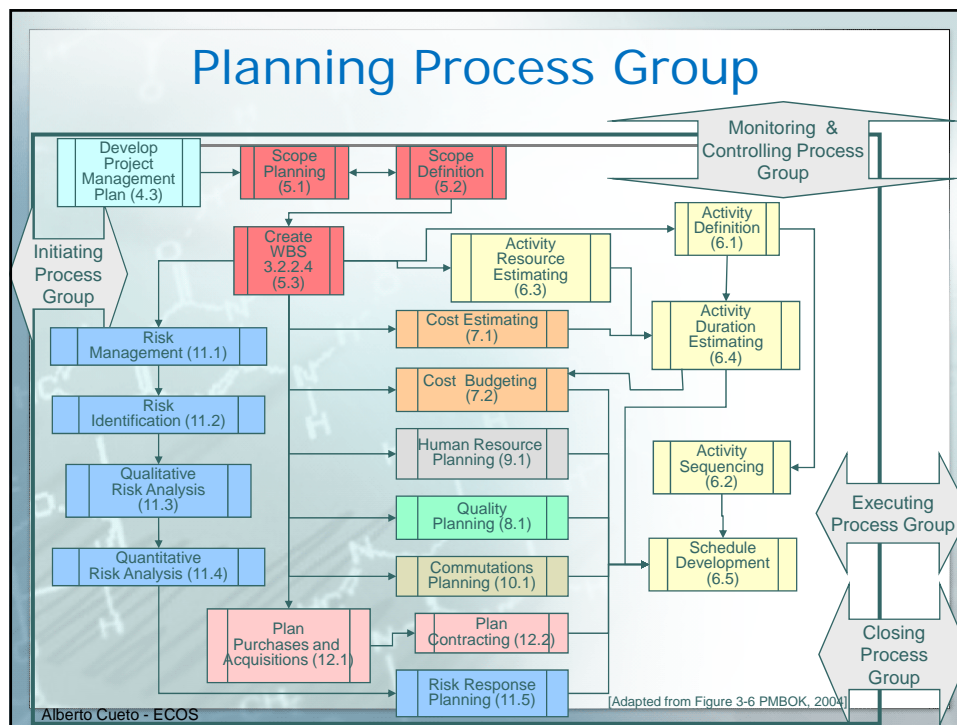 Planning Process Group
Monitoring &
Controlling Process
Group
Develop
Project
Management
Plan (4.3)
Scope
Planning
(5.1)
Scope
Definition
(5.2)
Initiating
Process
Group
Create
WBS
3.2.2.4
(5.3)
Activity
Resource
Estimating
(6.3)
Activity
Definition
(6.1)
Risk
Management (11.1)
Cost Estimating
(7.1)
Activity
Duration
Estimating
(6.4)
Risk
Identification (11.2)
Cost Budgeting
(7.2)
Qualitative
Risk Analysis
(11.3)
Human Resource
Planning (9.1)
Activity
Sequencing
(6.2)
Quality
Planning (8.1)
Executing
Process Group
Quantitative
Risk Analysis (11.4)
Commutations
Planning (10.1)
Schedule
Development
(6.5)
Plan
Purchases and
Acquisitions (12.1)
Plan
Contracting (12.2)
Closing
Process
Group
Risk Response
Planning (11.5)
[Adapted from Figure 3-6 PMBOK, 2004]
Alberto Cueto - ECOS